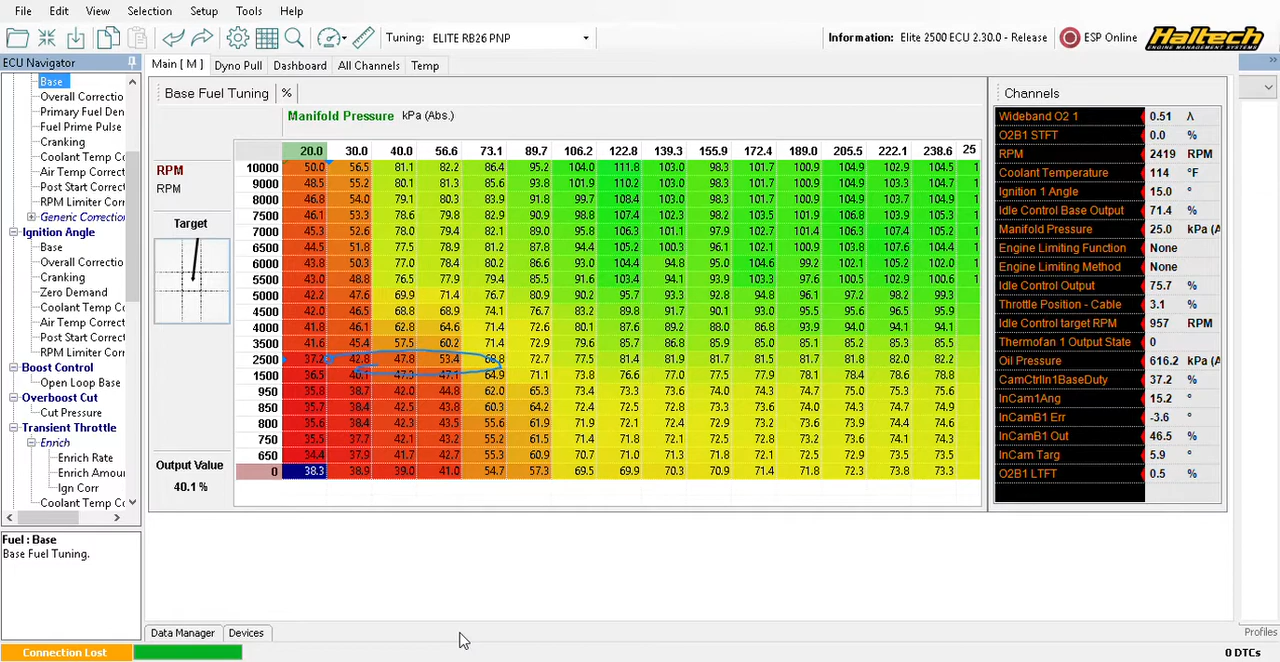 File Edit View Selection Setup Tools Help
Tuning: ELITE RB26 PNP Information: Elite 2500 ECU 2.30.0 - Release ESP Online Haltech ENGINE MANAGEMENT SYSTEMS
ECU Navigator
Base
Overall Correctio
Primary Fuel Den
Fuel Prime Pulse
Cranking
Coolant Temp Cc
Air Temp Correct
Post Start Correct
RPM Limiter Corr
Generic Correction
Ignition Angle
Base
Overall Correctio
Cranking
Zero Demand
Coolant Temp Cc
Air Temp Correct
Post Start Correct
RPM Limiter Corr
Boost Control
Open Loop Base
Overboost Cut
Cut Pressure
Transient Throttle
Enrich
Enrich Rate
Enrich Amour
Ign Corr
Coolant Temp Cc
Fuel : Base
Base Fuel Tuning.
Main [ M ] Dyno Pull Dashboard All Channels Temp
Base Fuel Tuning %
Manifold Pressure kPa (Abs.)
RPM
RPM
Target
Output Value
40.1 %
20.0 30.0 40.0 73.1 89.7 106.2 122.8 139.3 155.9 172.4 189.0 205.5 222.1 238.6 25
10000 50.0 56.5 81.1 82.2 86.4 95.2 104.0 111.8 103.0 98.3 101.7 100.9 104.9 102.9 104.9 1
9000 48.5 55.2 80.1 81.3 85.6 93.8 101.9 110.2 103.0 98.3 101.7 100.9 104.9 103.3 104.7 1
8000 46.8 54.0 79.1 80.3 83.9 91.8 99.7 108.4 103.0 98.3 101.7 100.9 104.9 102.2 104.9 1
7500 46.1 53.3 78.6 79.8 82.9 90.9 98.8 107.4 102.3 98.2 103.5 101.9 106.8 103.9 105.3 1
7000 45.3 52.6 78.0 79.4 82.1 89.0 95.8 106.3 101.1 97.9 102.7 101.4 107.3 104.2 104.7 1
6500 44.5 51.8 77.5 78.9 81.2 87.8 94.4 105.2 100.3 96.1 102.1 100.9 103.8 107.6 104.4 1
6000 43.8 50.3 77.0 78.4 80.2 86.6 93.0 104.4 94.8 95.0 104.6 99.2 102.1 105.2 102.0 1
5500 43.0 48.8 76.5 77.9 79.4 85.5 91.6 103.4 94.1 93.9 103.3 97.6 100.5 102.9 100.9 1
5000 42.2 47.6 69.9 71.4 76.7 80.9 90.2 95.7 93.3 92.8 94.8 96.1 97.2 98.2 99.3
4500 42.0 46.5 68.8 68.9 74.1 76.7 83.2 89.8 91.7 90.1 93.0 95.5 95.6 96.5 95.9
4000 41.8 46.1 62.8 64.6 71.4 72.6 80.1 87.6 89.2 88.0 86.8 93.9 94.0 94.1 94.1
3500 41.6 45.4 57.5 60.2 71.4 72.9 79.6 86.8 85.9 82.9 84.3 84.9 85.4 85.8 86.3
2500 37.2 42.8 47.8 53.4 68.8 72.7 77.5 81.4 81.9 81.2 81.5 81.7 81.8 82.0 82.2
1500 36.5 40.1 64.9 71.1 73.8 76.6 77.0 77.5 77.9 78.1 78.4 78.6 78.8
950 35.8 38.7 42.0 44.8 62.0 65.3 73.4 72.6 72.9 73.3 73.6 73.8 74.0 75.3 75.4
850 35.7 38.4 42.5 43.8 60.3 64.2 72.4 72.5 72.8 73.3 73.6 74.0 74.3 74.7 74.9
800 35.6 38.4 42.3 43.5 55.6 61.9 71.7 72.1 72.4 72.8 73.1 73.5 73.8 74.2 74.5
750 35.5 37.7 42.1 43.2 55.2 61.5 71.4 71.8 72.1 72.5 72.8 73.6 74.1 74.3
650 34.4 37.9 41.7 42.7 55.3 60.9 70.7 71.0 71.3 71.8 72.1 72.9 73.3 73.5
0 38.3 38.9 39.0 41.0 54.7 57.3 69.5 69.9 70.3 70.9 71.4 71.8 72.3 73.8 73.3
Channels
Wideband O2 1 0.51 λ
O2B1 STFT 0.0 %
RPM 2419 RPM
Coolant Temperature 114 °F
Ignition 1 Angle 15.0 °
Idle Control Base Output 71.4 %
Manifold Pressure 25.0 kPa (A
Engine Limiting Function None
Engine Limiting Method None
Idle Control Output 75.7 %
Throttle Position - Cable 3.1 %
Idle Control target RPM 957 RPM
Thermofan 1 Output State 0
Oil Pressure 616.2 kPa (A
CamCtrlIn1BaseDuty 37.2 %
InCam1Ang 15.2 °
InCamB1 Err -3.6 °
InCamB1 Out 46.5 %
InCam Targ 5.9 °
O2B1 LTFT 0.5 %
Data Manager Devices Profiles
Connection Lost 0 DTCs